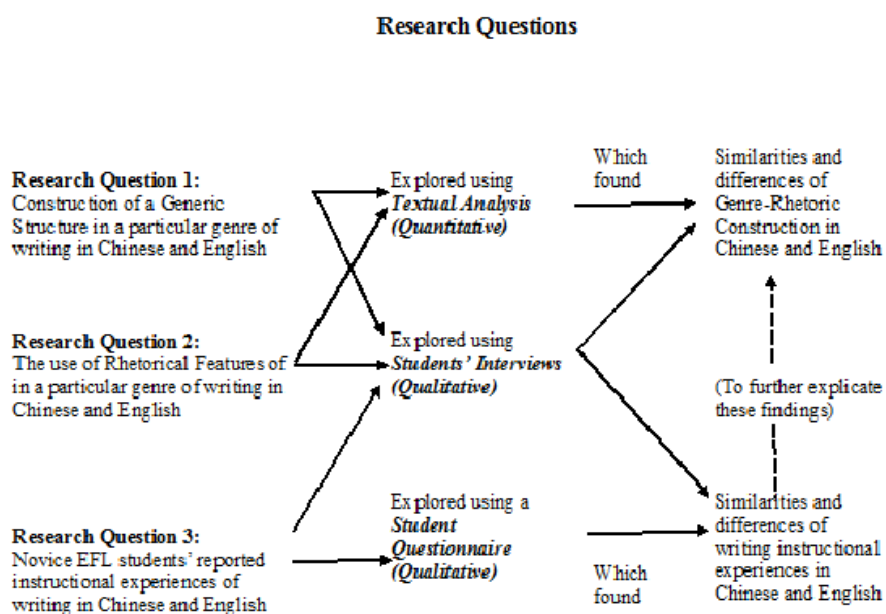 Research Questions
Research Question 1:
Construction of a Generic
Structure in a particular genre of
writing in Chinese and English
Explored using
Textual Analysis
(Quantitative)
Which
found
Similarities and
differences of
Genre-Rhetoric
Construction in
Chinese and English
Research Question 2:
The use of Rhetorical Features of
in a particular genre of writing in
Chinese and English
Explored using
Students' Interviews
(Qualitative)
(To further explicate
these findings)
Research Question 3:
Novice EFL students' reported
instructional experiences of
writing in Chinese and English
Explored using a
Student
Questionnaire
(Qualitative)
Which
found
Similarities and
differences of
writing instructional
experiences in
Chinese and English